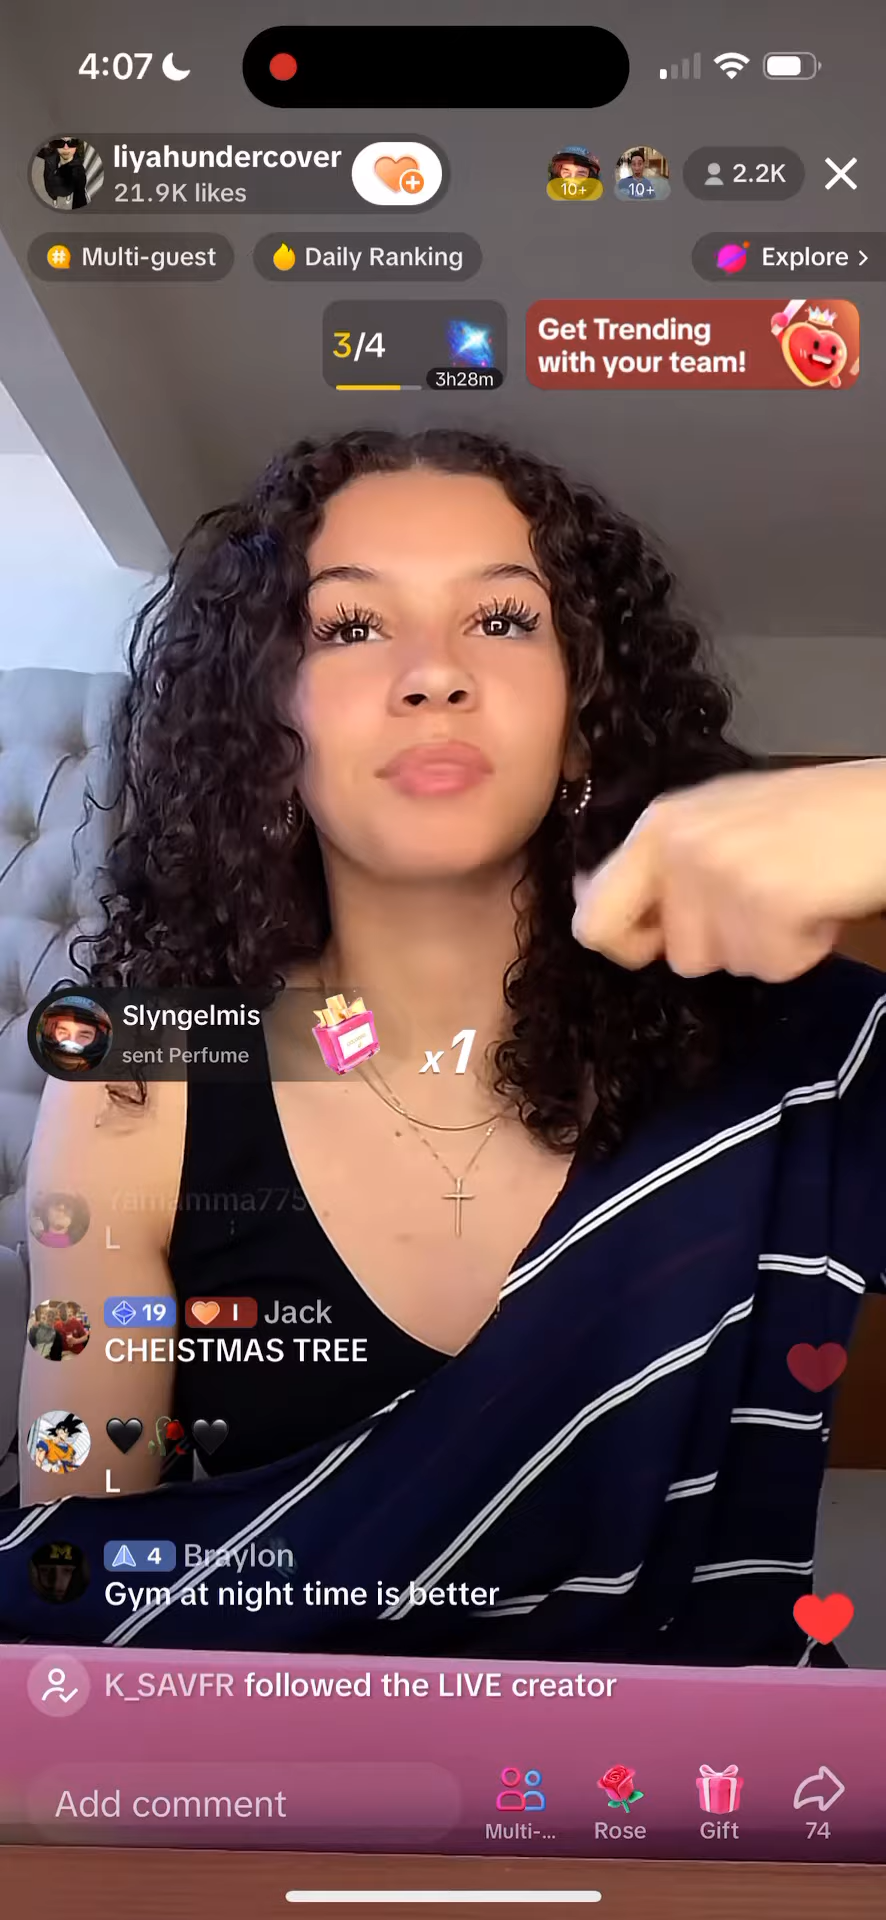 4:07
liyahundercover
21.9K likes
10+
10+
2.2K
Multi-guest
Daily Ranking
Explore >
3/4
3h28m
Get Trending
with your team!
Slyngelmis
sent Perfume
x1
Yamamma775
L
19 I Jack
CHEISTMAS TREE
🖤🥀🖤
L
4 Braylon
Gym at night time is better
K_SAVFR followed the LIVE creator
Add comment
Multi-...
Rose
Gift
74